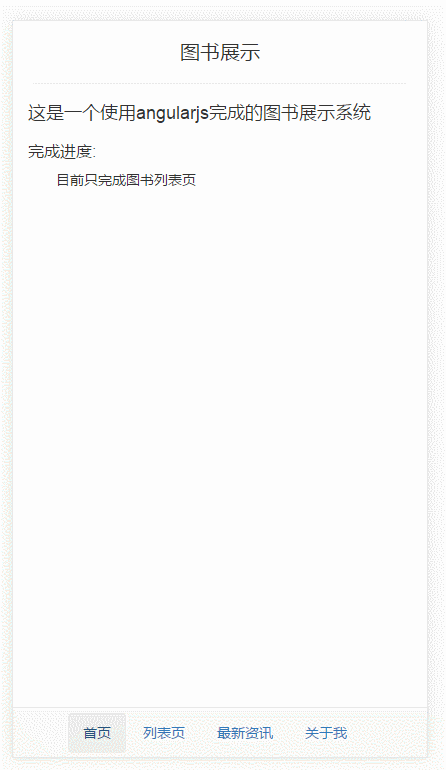 图书展示
这是一个使用angularjs完成的图书展示系统
完成进度:
目前只完成图书列表页
首页 列表页 最新资讯 关于我